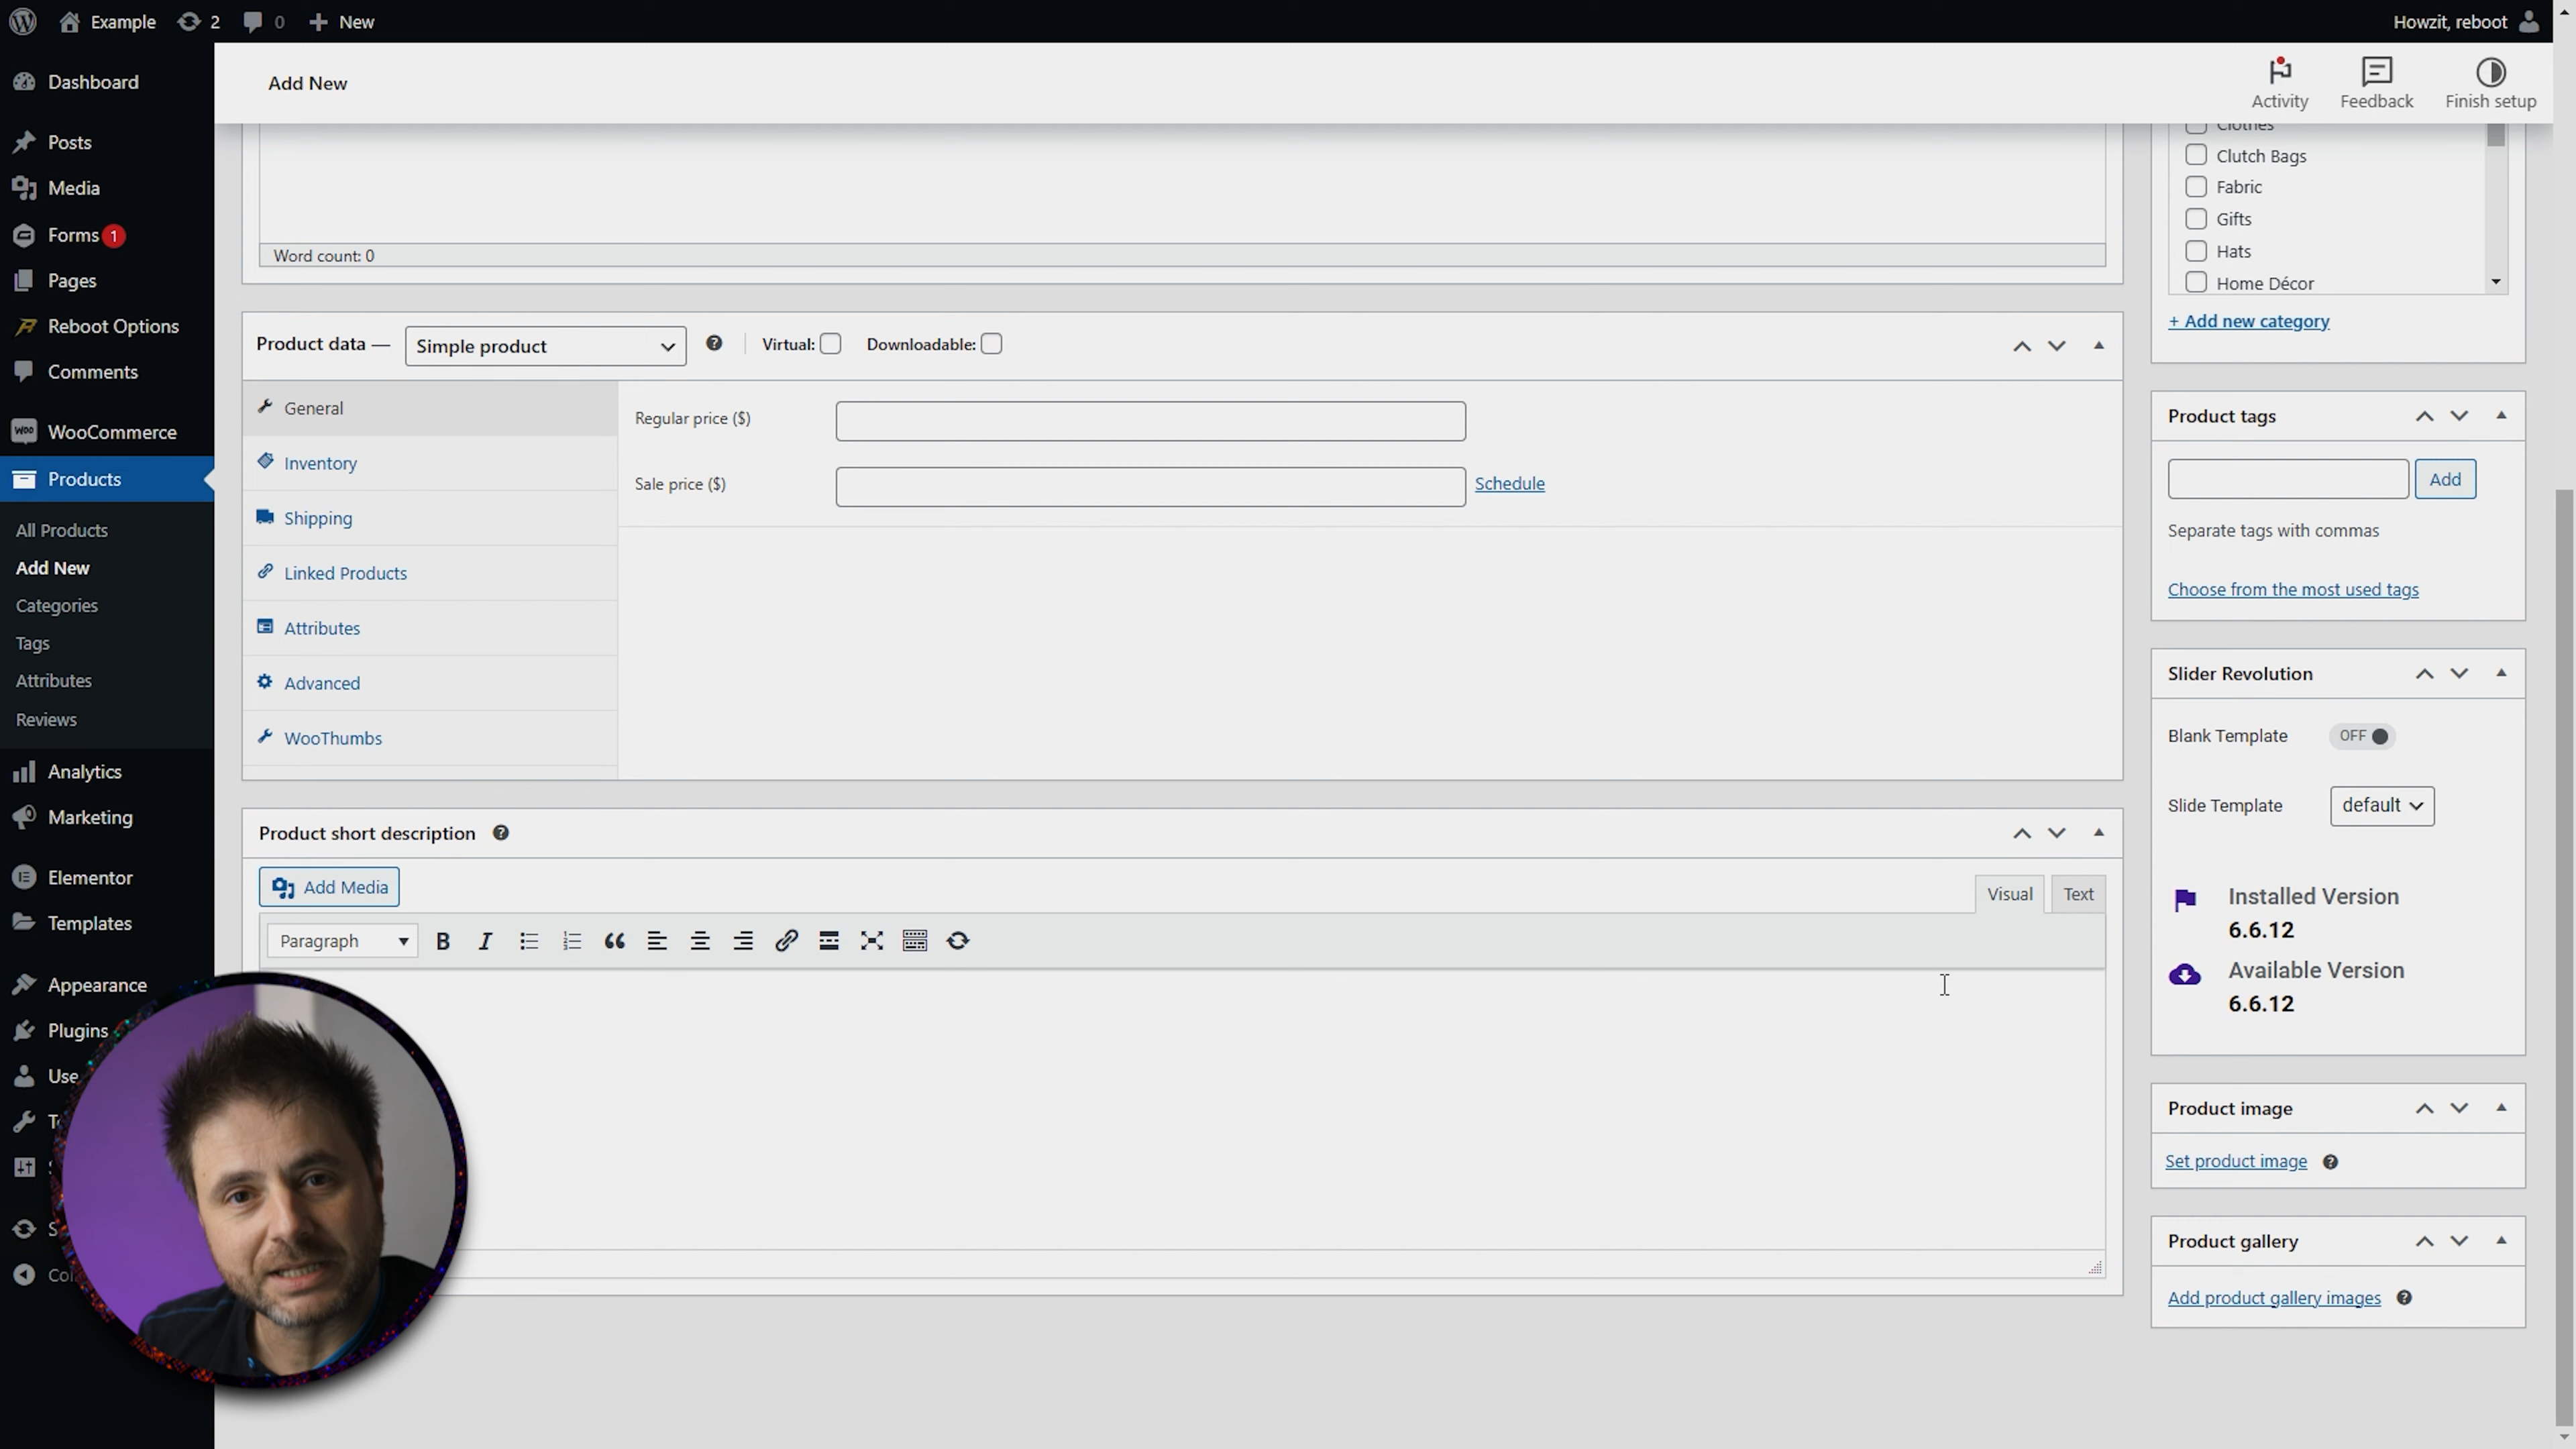 Example
2
0
New
Howzit, reboot
Dashboard
Posts
Media
Forms 1
Pages
Reboot Options
Comments
WooCommerce
Products
All Products
Add New
Categories
Tags
Attributes
Reviews
Analytics
Marketing
Elementor
Templates
Appearance
Plugins
Add New
Activity
Feedback
Finish setup
Word count: 0
Product data —
Simple product
Virtual:
Downloadable:
General
Inventory
Shipping
Linked Products
Attributes
Advanced
WooThumbs
Regular price ($)
Sale price ($)
Schedule
Product short description
Add Media
Visual
Text
Paragraph
Clothes
Clutch Bags
Fabric
Gifts
Hats
Home Décor
+ Add new category
Product tags
Add
Separate tags with commas
Choose from the most used tags
Slider Revolution
Blank Template
OFF
Slide Template
default
Installed Version
6.6.12
Available Version
6.6.12
Product image
Set product image
Product gallery
Add product gallery images